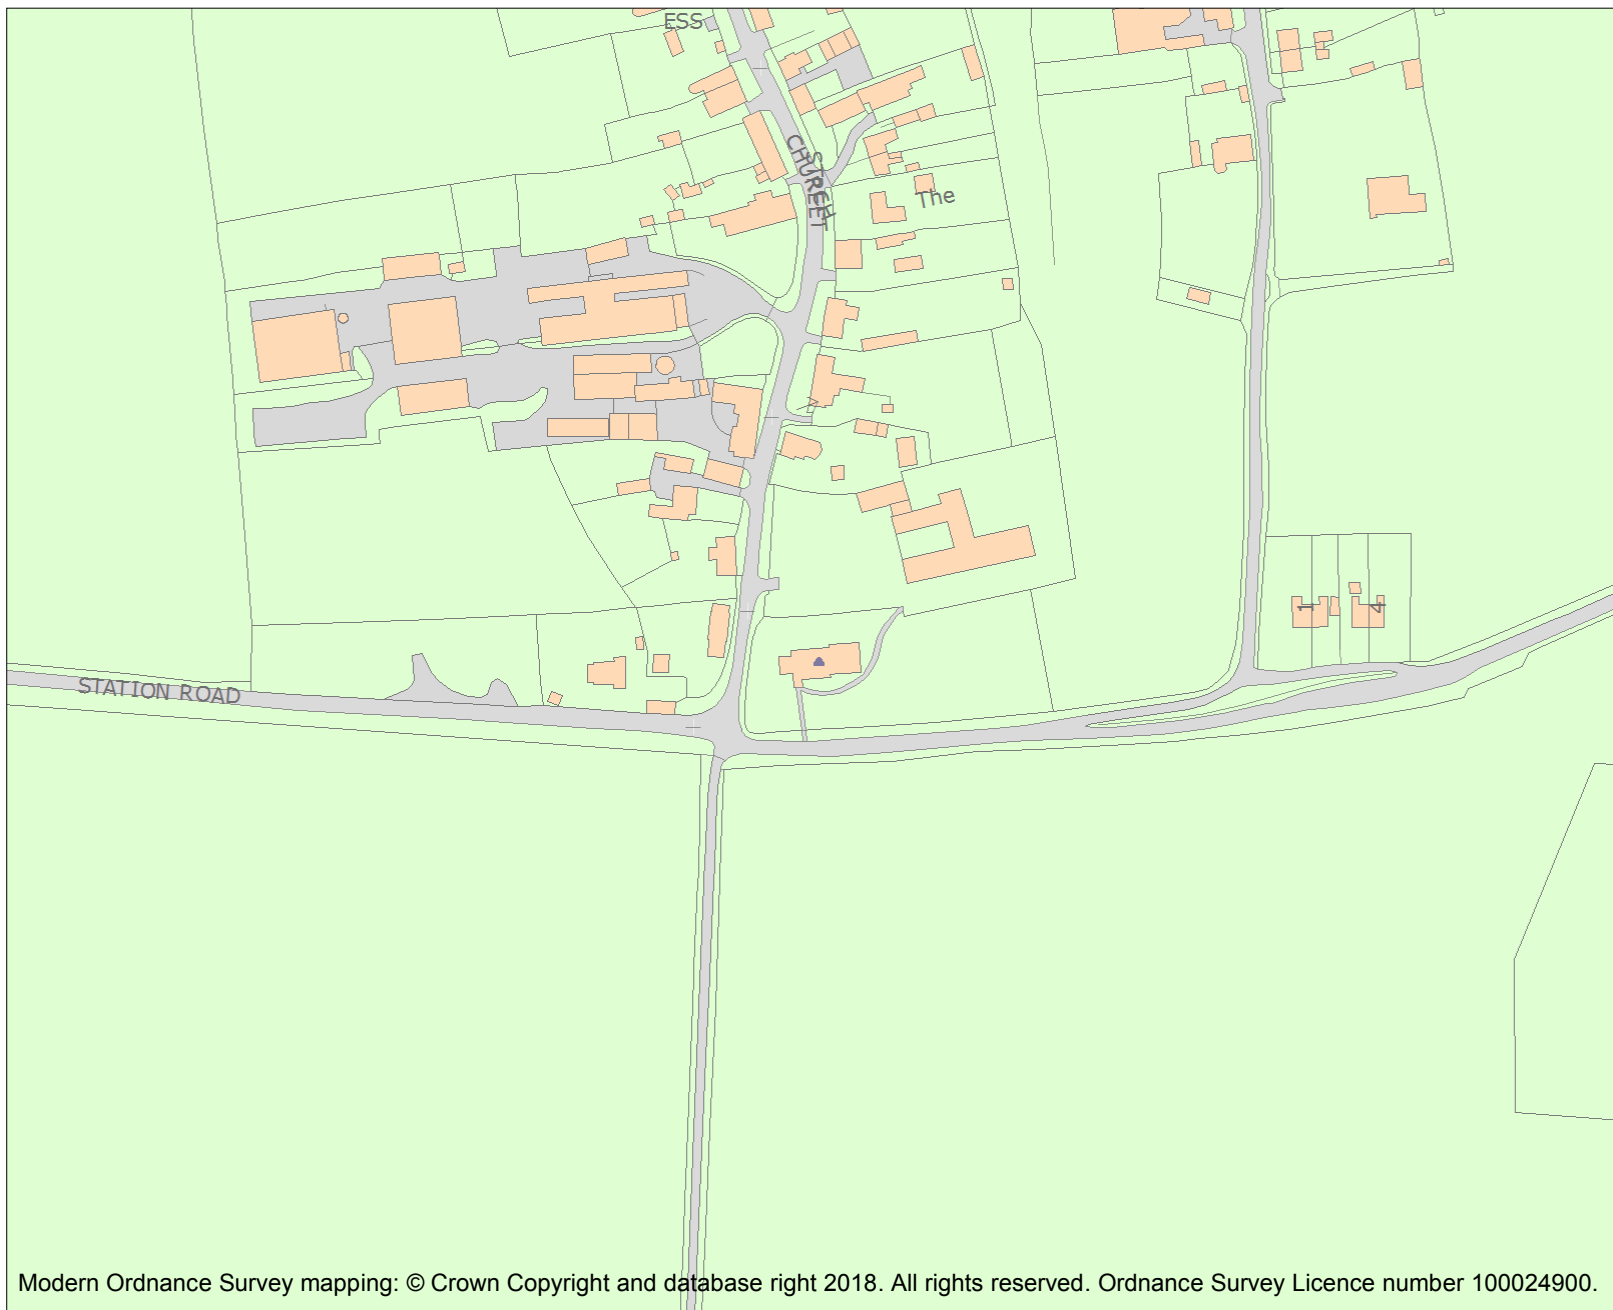 ESS
CHURCH
STREET
The
1
4
STATION ROAD
Modern Ordnance Survey mapping: © Crown Copyright and database right 2018. All rights reserved. Ordnance Survey Licence number 100024900.